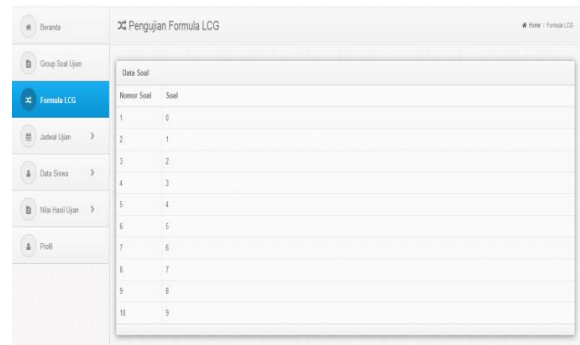 Beranda
Group Soal Ujian
Formula LCG
Jadwal Ujian
Data Siswa
Nilai Hasil Ujian
Profil
Pengujian Formula LCG
Home / Formula LCG
Data Soal
Nomor Soal Soal
1 0
2 1
3 2
4 3
5 4
6 5
7 6
8 7
9 8
10 9